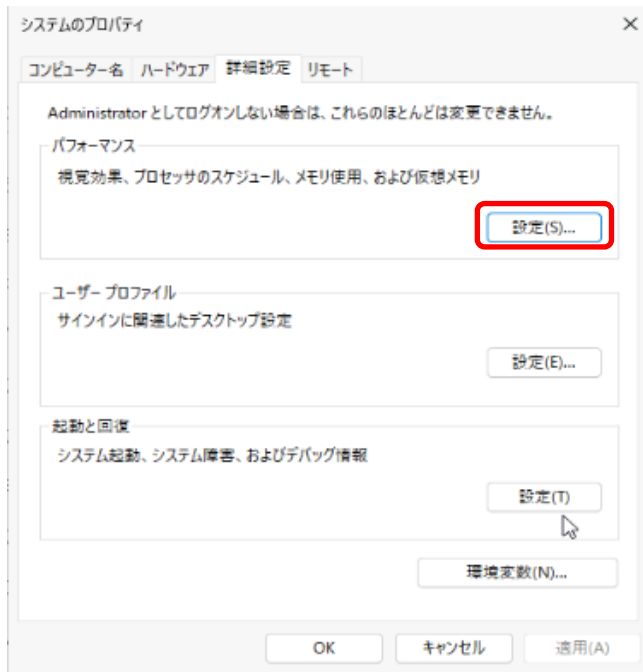 システムのプロパティ
コンピューター名 ハードウェア 詳細設定 リモート
Administrator としてログオンしない場合は、これらのほとんどは変更できません。
パフォーマンス
視覚効果、プロセッサのスケジュール、メモリ使用、および仮想メモリ
設定(S)...
ユーザー プロファイル
サインインに関連したデスクトップ設定
設定(E)...
起動と回復
システム起動、システム障害、およびデバッグ情報
設定(T)
環境変数(N)...
OK キャンセル 適用(A)